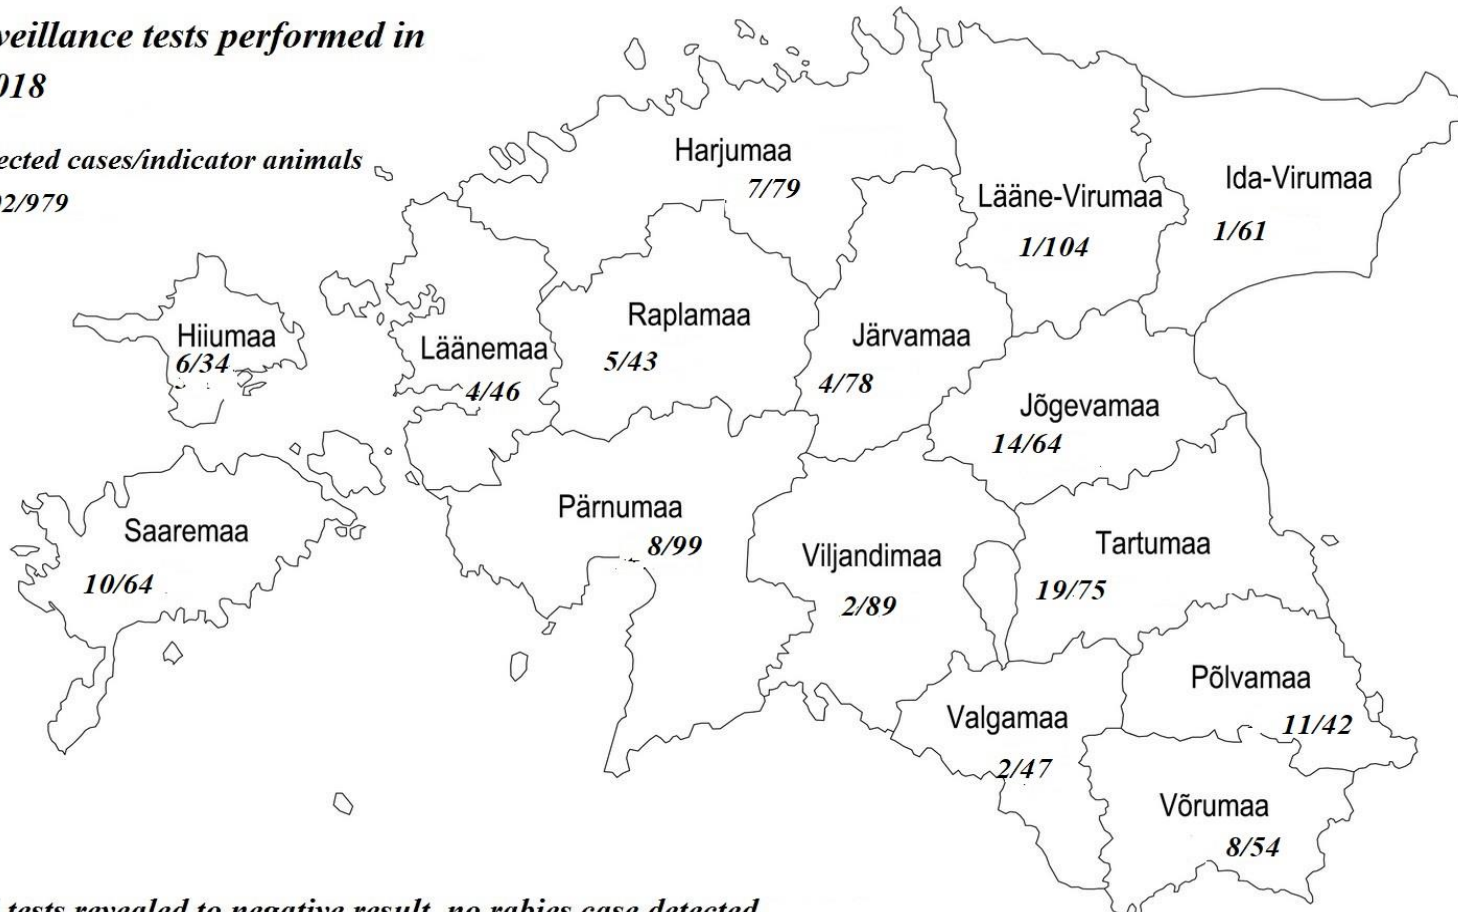 veillance tests performed in
018
ected cases/indicator animals
02/979
Harjumaa
7/79
Lääne-Virumaa
1/104
Ida-Virumaa
1/61
Hiiumaa
6/34
Läänemaa
4/46
Raplamaa
5/43
Järvamaa
4/78
Jõgevamaa
14/64
Saaremaa
10/64
Pärnumaa
8/99
Viljandimaa
2/89
Tartumaa
19/75
Valgamaa
2/47
Põlvamaa
11/42
Võrumaa
8/54
tests revealed to negative result, no rabies case detected